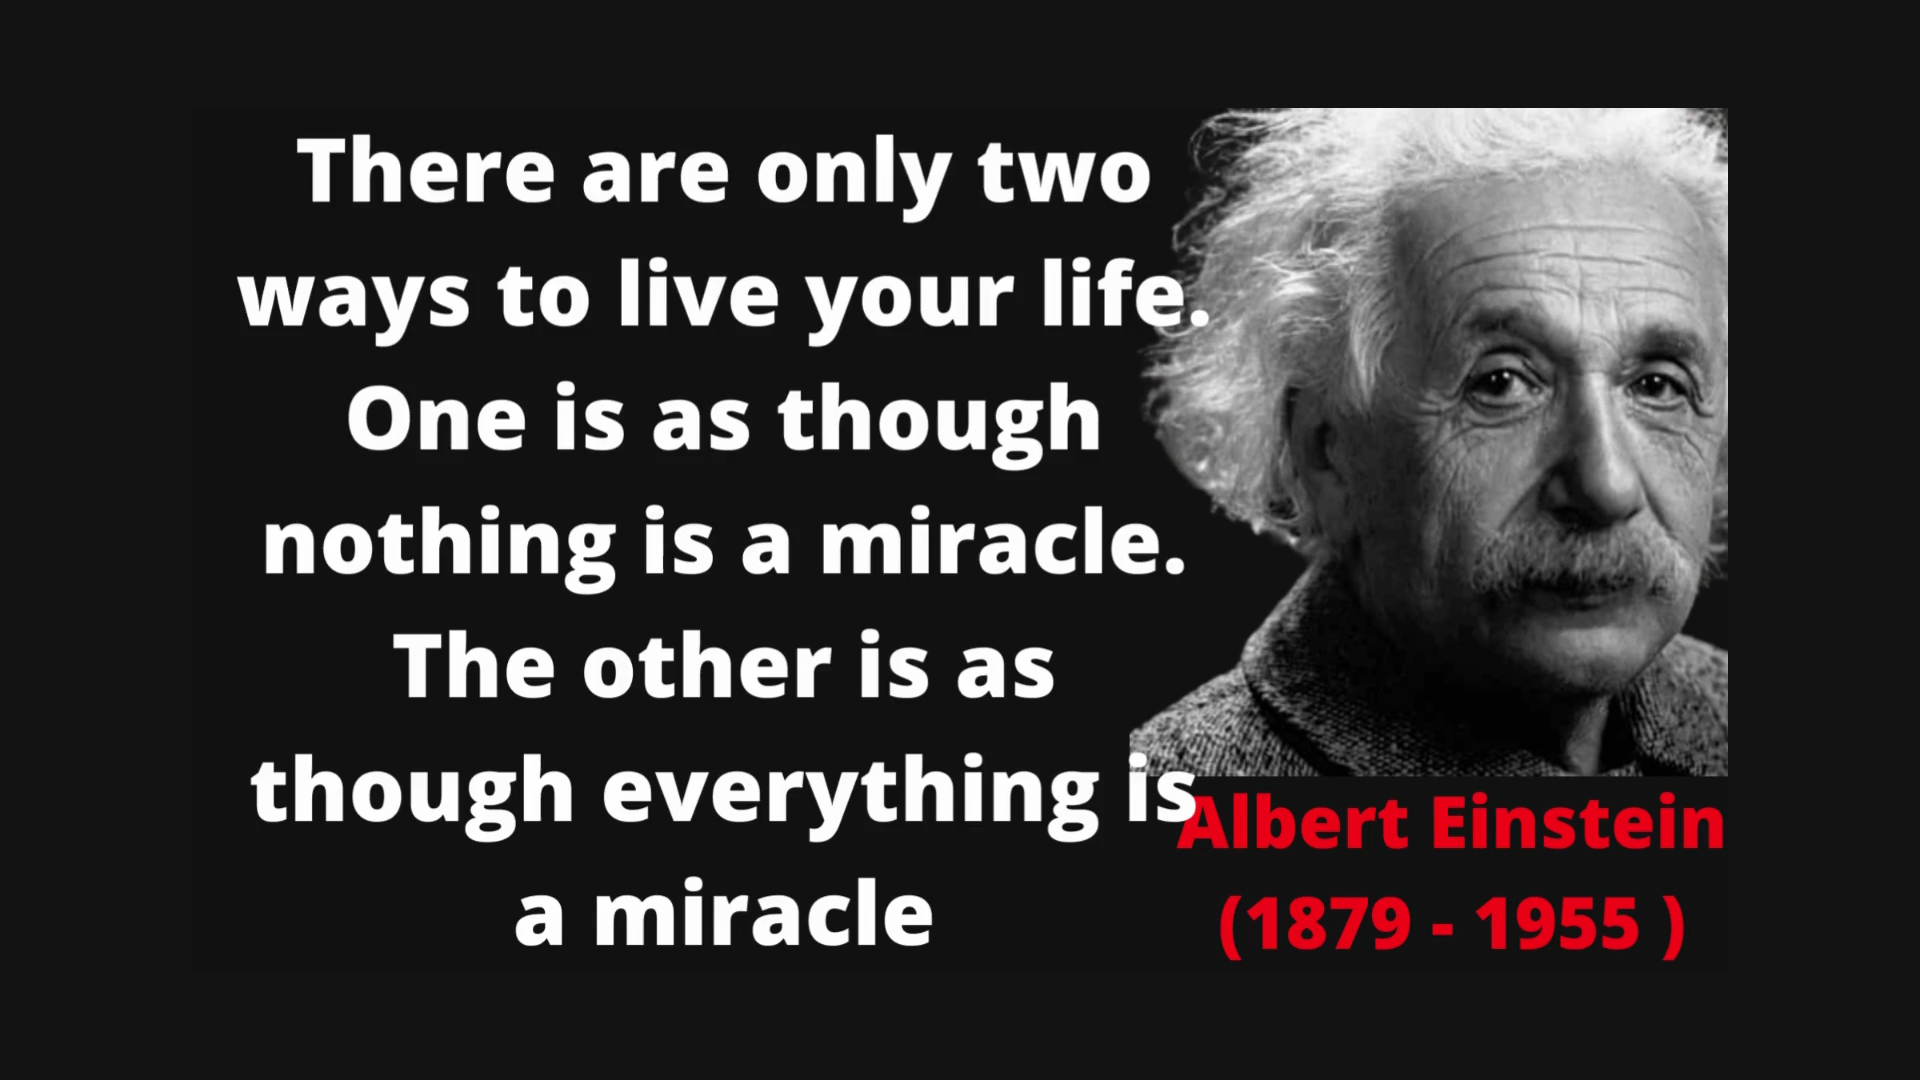 There are only two
ways to live your life.
One is as though
nothing is a miracle.
The other is as
though everything is
a miracle
Albert Einstein
(1879 - 1955 )